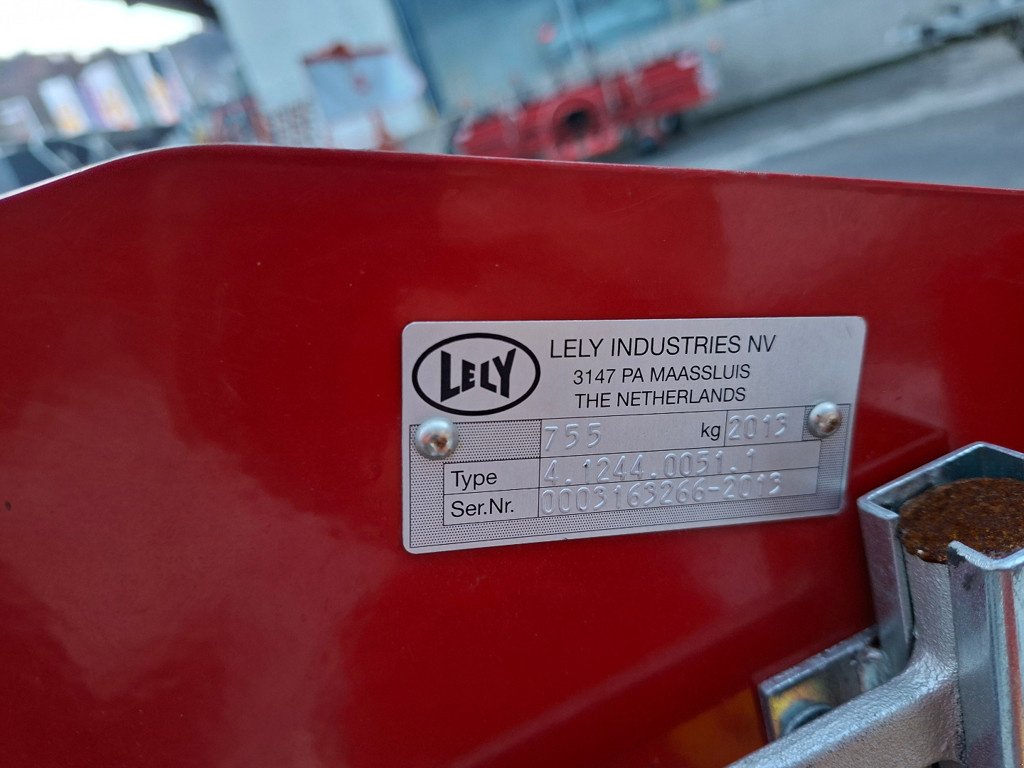 LELY
LELY INDUSTRIES NV
3147 PA MAASSLUIS
THE NETHERLANDS
755 kg 2013
Type 4.1244.0051.1
Ser.Nr. 0003163266-2013